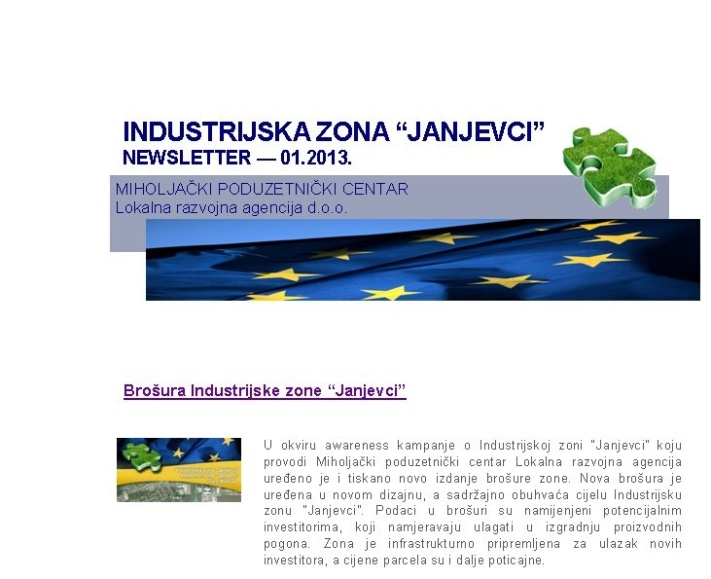 INDUSTRIJSKA ZONA “JANJEVCI”
NEWSLETTER — 01.2013.
MIHOLJAČKI PODUZETNIČKI CENTAR
Lokalna razvojna agencija d.o.o.
Brošura Industrijske zone “Janjevci”
U okviru awareness kampanje o Industrijskoj zoni "Janjevci" koju
provodi Miholjački poduzetnički centar Lokalna razvojna agencija
uređeno je i tiskano novo izdanje brošure zone. Nova brošura je
uređena u novom dizajnu, a sadržajno obuhvaća cijelu Industrijsku
zonu "Janjevci". Podaci u brošuri su namijenjeni potencijalnim
investitorima, koji namjeravaju ulagati u izgradnju proizvodnih
pogona. Zona je infrastrukturno pripremljena za ulazak novih
investitora, a cijene parcela su i dalje poticajne.